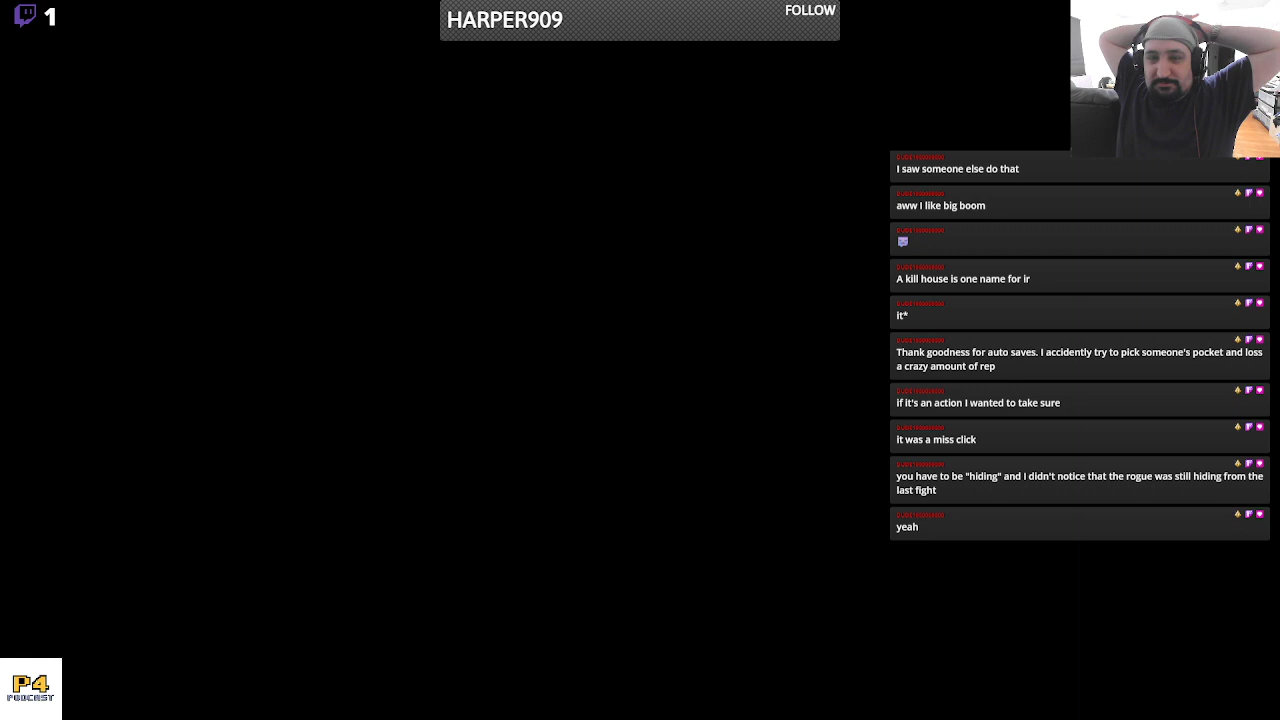 1
HARPER909
FOLLOW
I saw someone else do that
aww I like big boom
A kill house is one name for ir
it*
Thank goodness for auto saves. I accidently try to pick someone's pocket and loss
a crazy amount of rep
if it's an action I wanted to take sure
it was a miss click
you have to be "hiding" and I didn't notice that the rogue was still hiding from the
last fight
yeah
P4
PODCAST